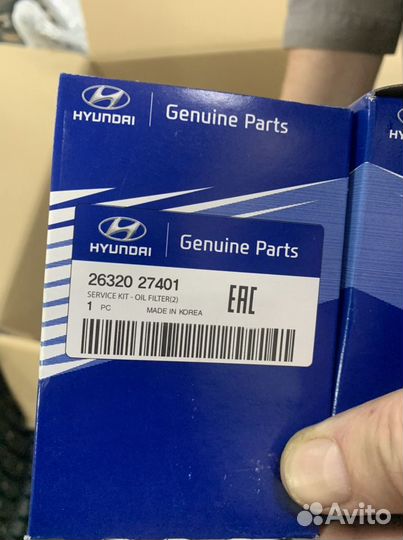 HYUNDAI
Genuine Parts
HYUNDAI
Genuine Parts
26320 27401
SERVICE KIT - OIL FILTER(2)
1 PC
MADE IN KOREA
EAC
HYUNDAI
Avito